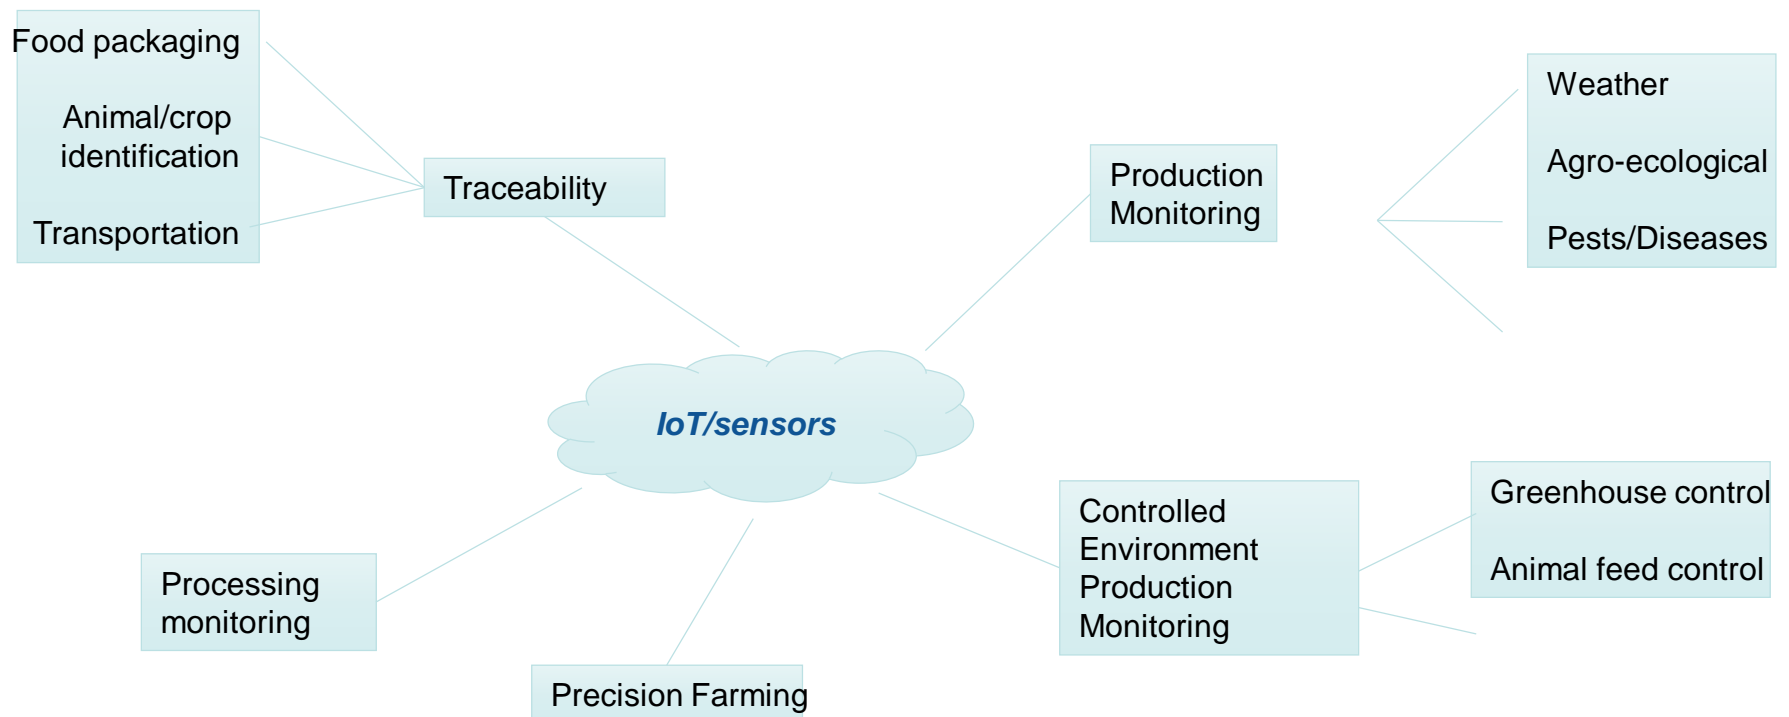 Food packaging
Animal/crop
identification
Transportation
Traceability
Production
Monitoring
Weather
Agro-ecological
Pests/Diseases
IoT/sensors
Processing
monitoring
Precision Farming
Controlled
Environment
Production
Monitoring
Greenhouse control
Animal feed control